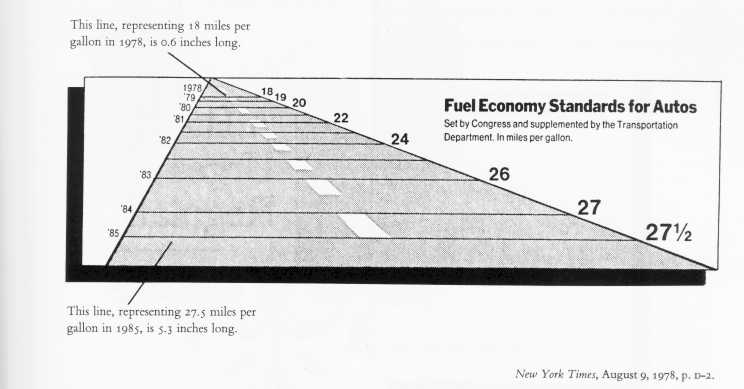 This line, representing 18 miles per
gallon in 1978, is 0.6 inches long.
Fuel Economy Standards for Autos
Set by Congress and supplemented by the Transportation
Department. In miles per gallon.
1978 18
'79 19
'80 20
'81 22
'82 24
'83 26
'84 27
'85 27½
This line, representing 27.5 miles per
gallon in 1985, is 5.3 inches long.
New York Times, August 9, 1978, p. D-2.